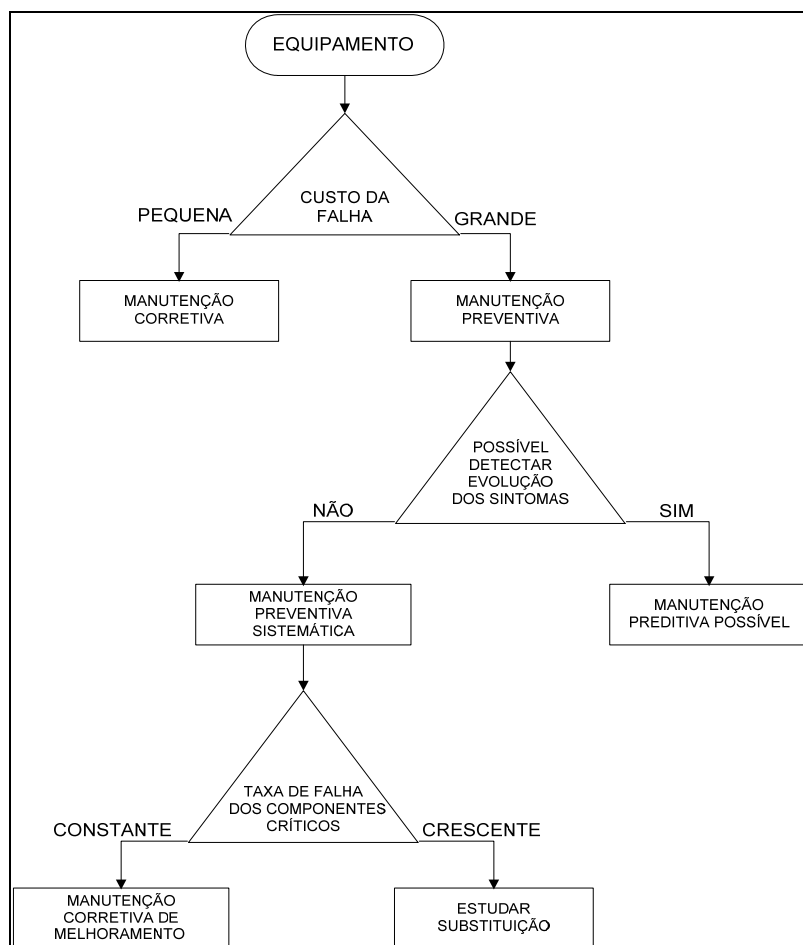 EQUIPAMENTO
CUSTO DA
FALHA
PEQUENA
GRANDE
MANUTENÇÃO
CORRETIVA
MANUTENÇÃO
PREVENTIVA
POSSÍVEL
DETECTAR
EVOLUÇÃO
DOS SINTOMAS
NÃO
SIM
MANUTENÇÃO
PREVENTIVA
SISTEMÁTICA
MANUTENÇÃO
PREDITIVA POSSÍVEL
TAXA DE FALHA
DOS COMPONENTES
CRÍTICOS
CONSTANTE
CRESCENTE
MANUTENÇÃO
CORRETIVA DE
MELHORAMENTO
ESTUDAR
SUBSTITUIÇÃO